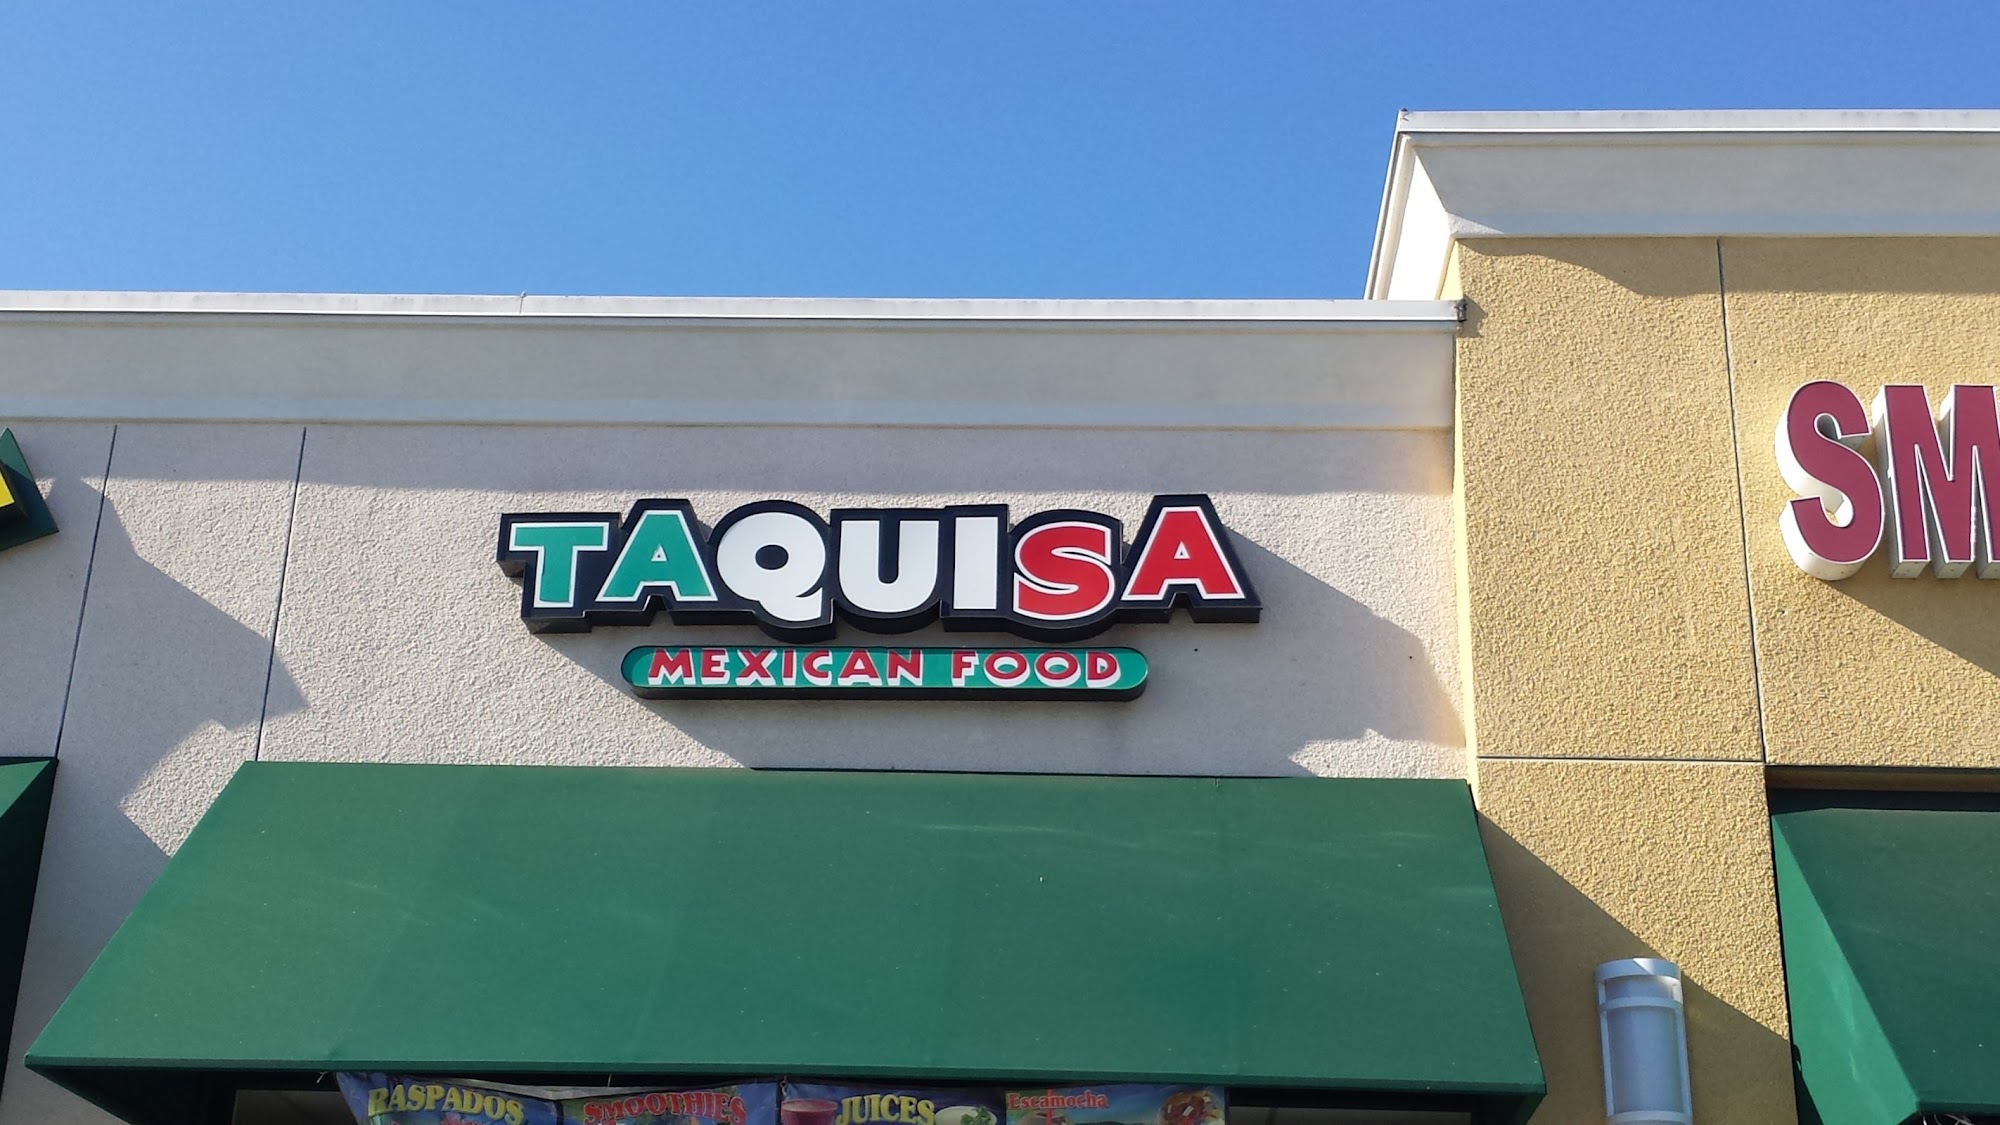 TAQUISA
MEXICAN FOOD
SM
RASPADOS
SMOOTHIES
JUICES
Escamocha